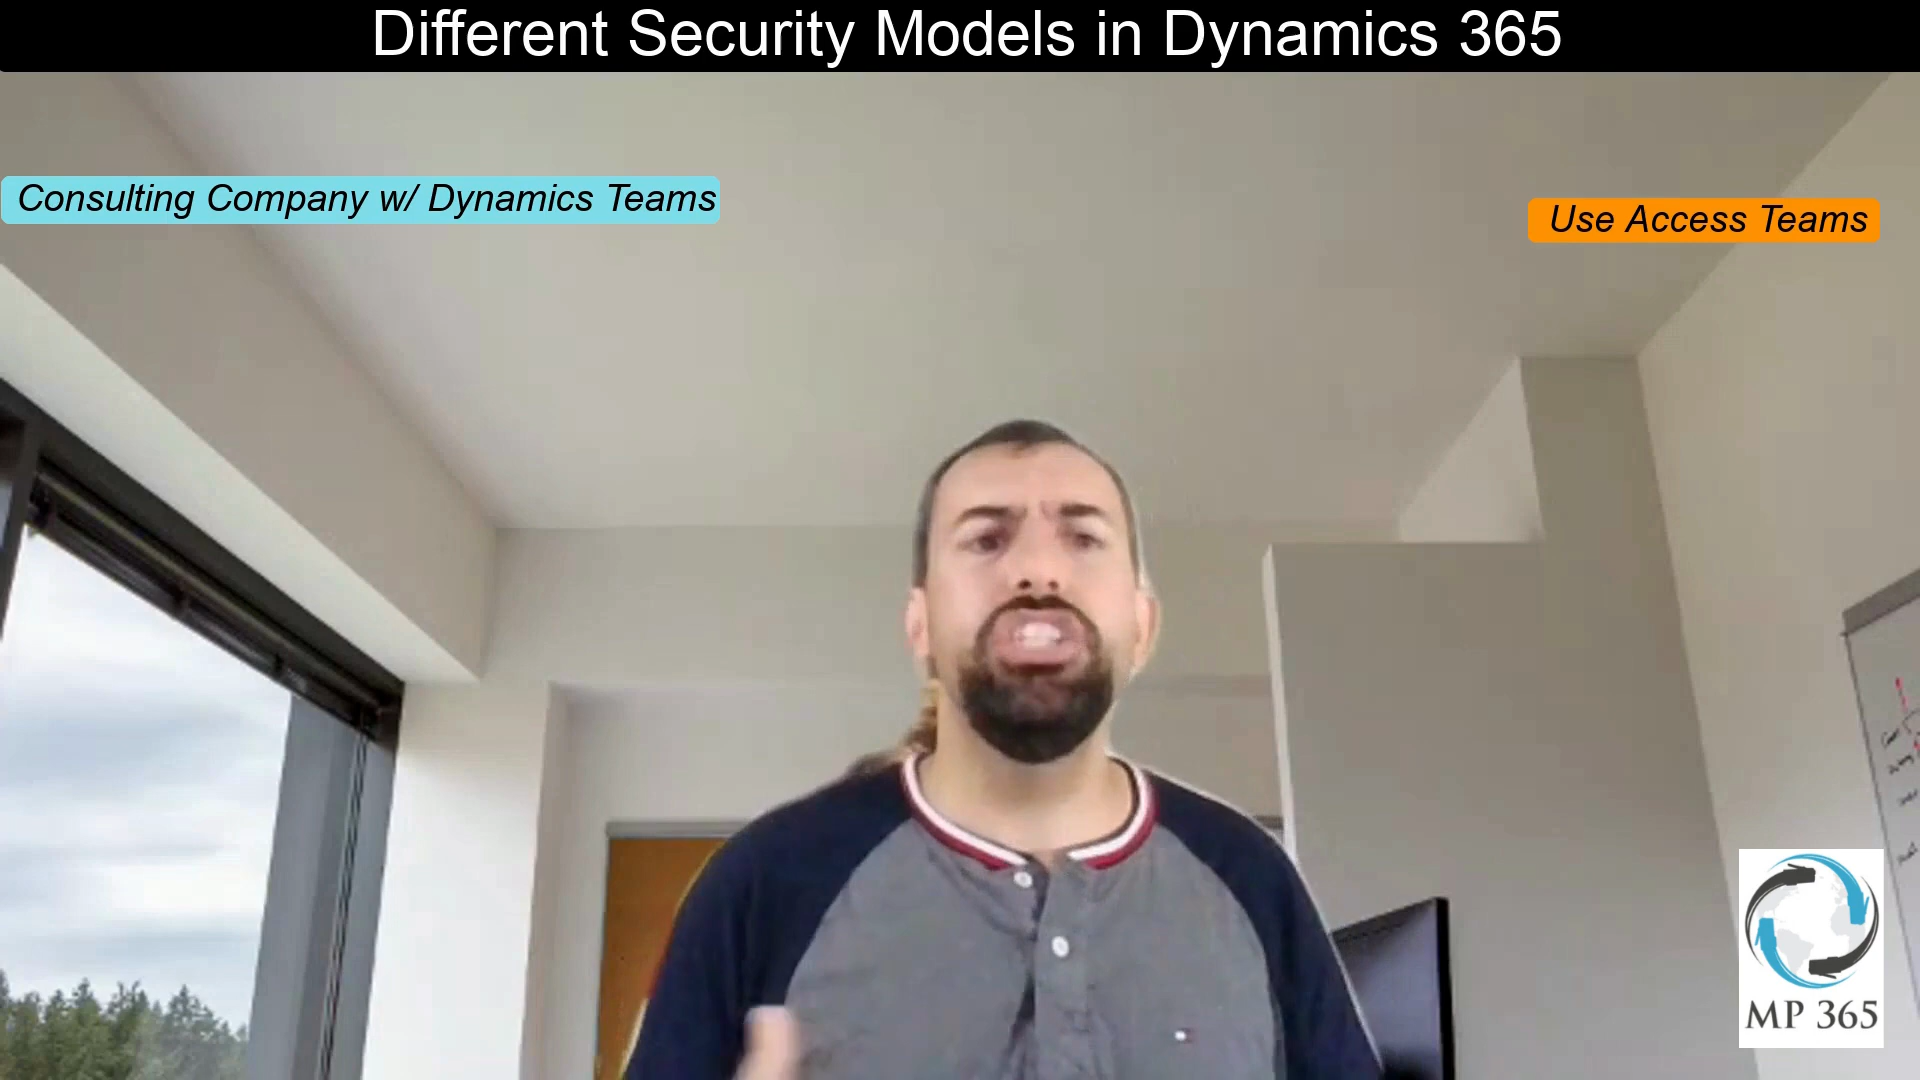 Different Security Models in Dynamics 365
Consulting Company w/ Dynamics Teams
Use Access Teams
MP 365